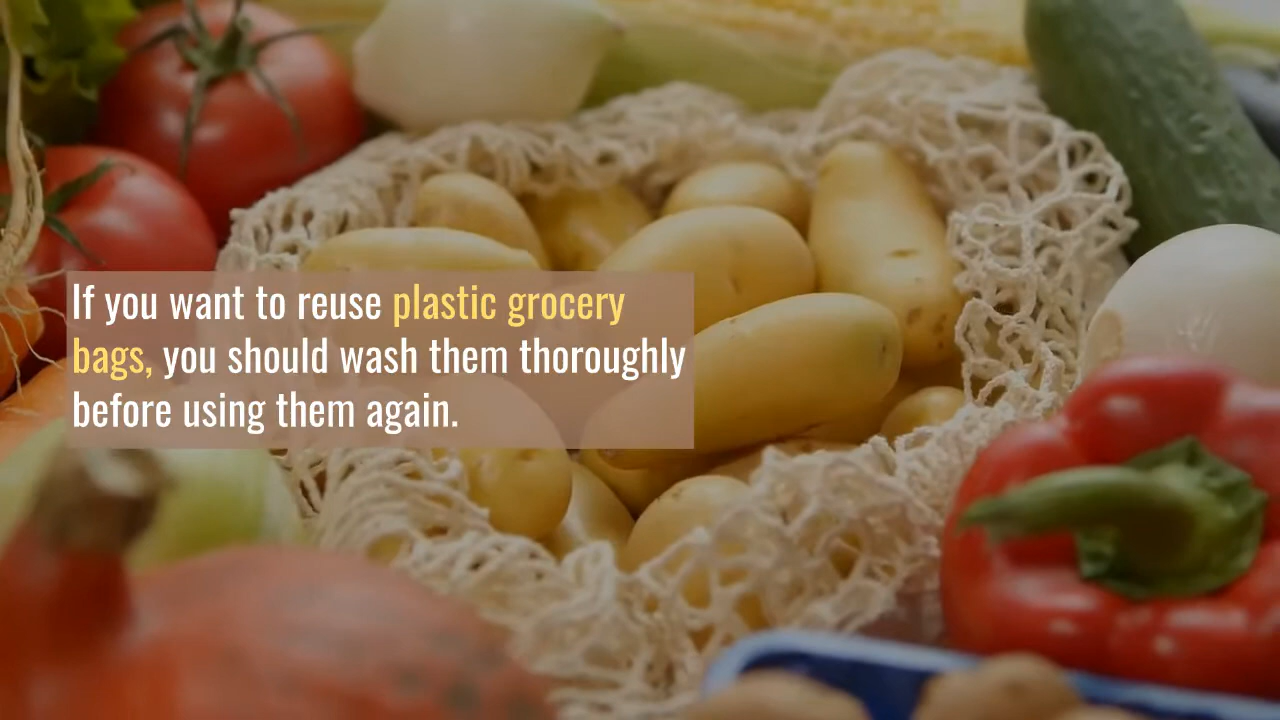 If you want to reuse plastic grocery
bags, you should wash them thoroughly
before using them again.